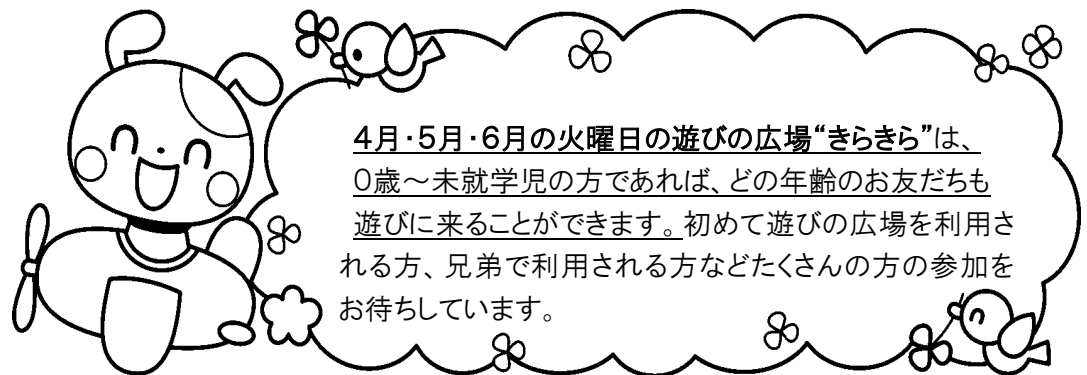 4月・5月・6月の火曜日の遊びの広場“きらきら”は、
0歳～未就学児の方であれば、どの年齢のお友だちも
遊びに来ることができます。初めて遊びの広場を利用さ
れる方、兄弟で利用される方などたくさんの方の参加を
お待ちしています。